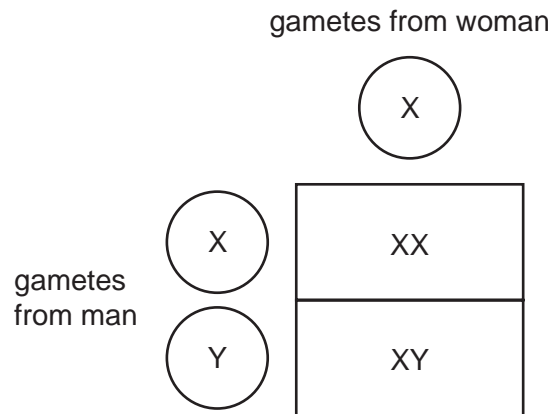 gametes from woman
X
X
XX
gametes
from man
Y
XY